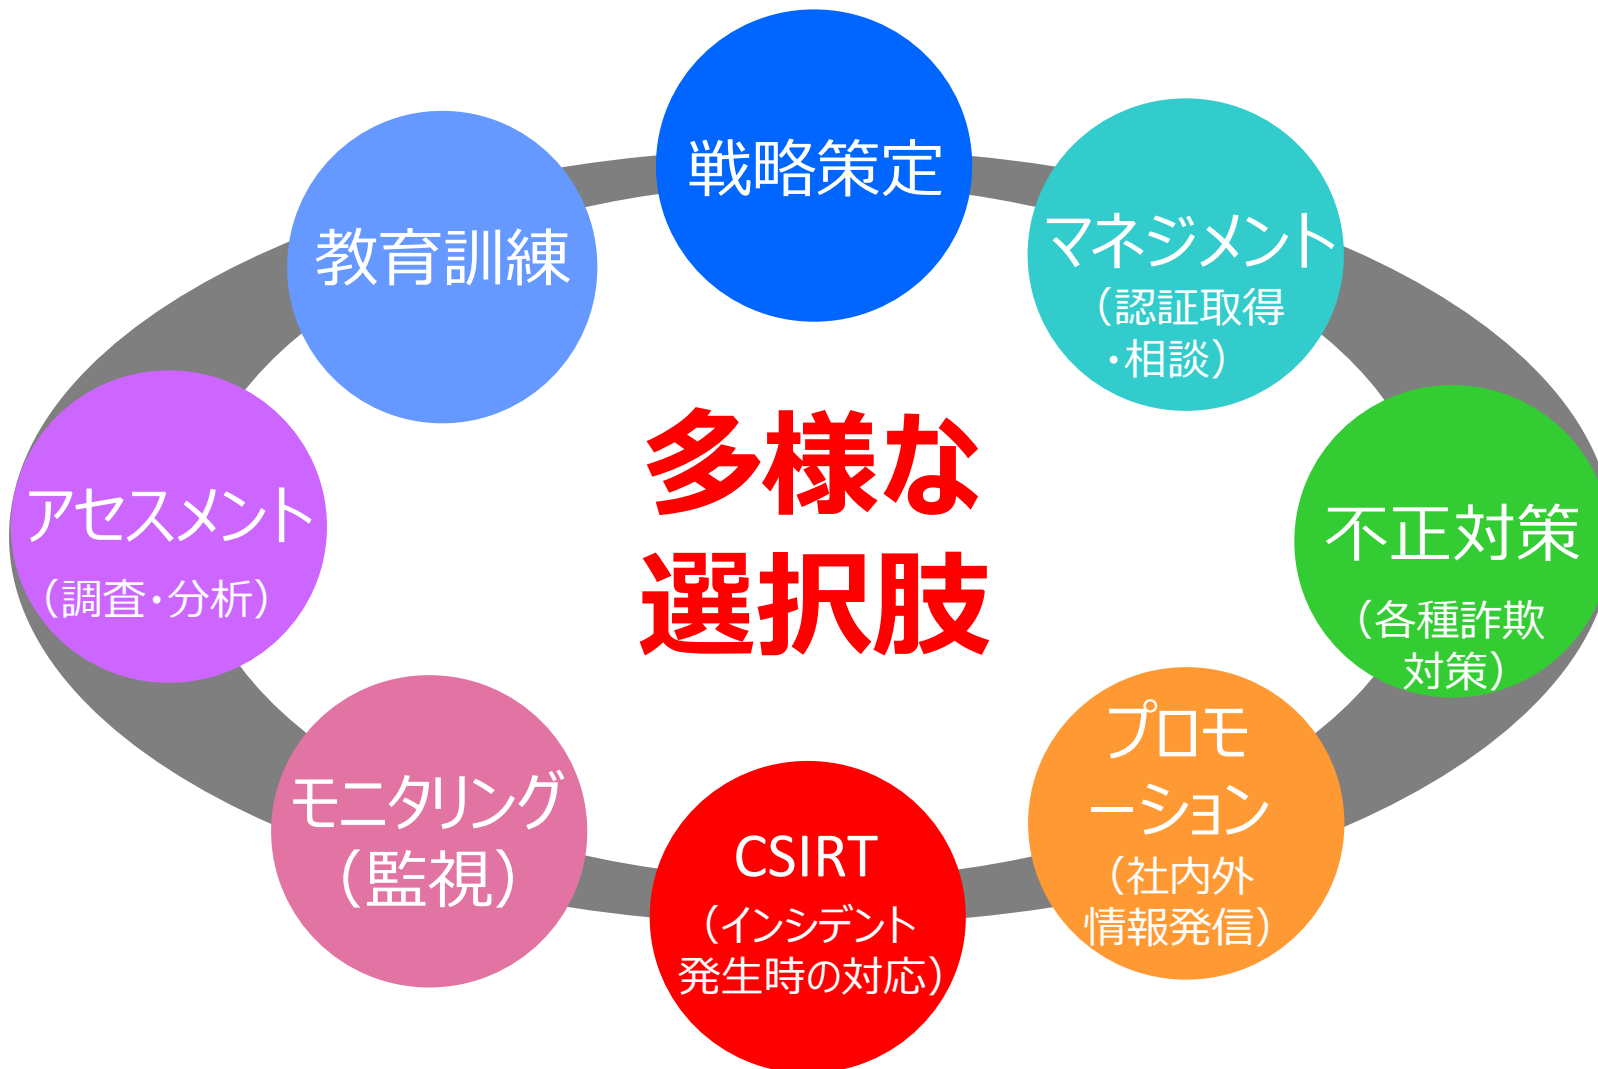 戦略策定
マネジメント
（認証取得
・相談）
不正対策
（各種詐欺
対策）
プロモ
ーション
（社内外
情報発信）
CSIRT
（インシデント
発生時の対応）
モニタリング
（監視）
アセスメント
（調査・分析）
教育訓練
多様な
選択肢